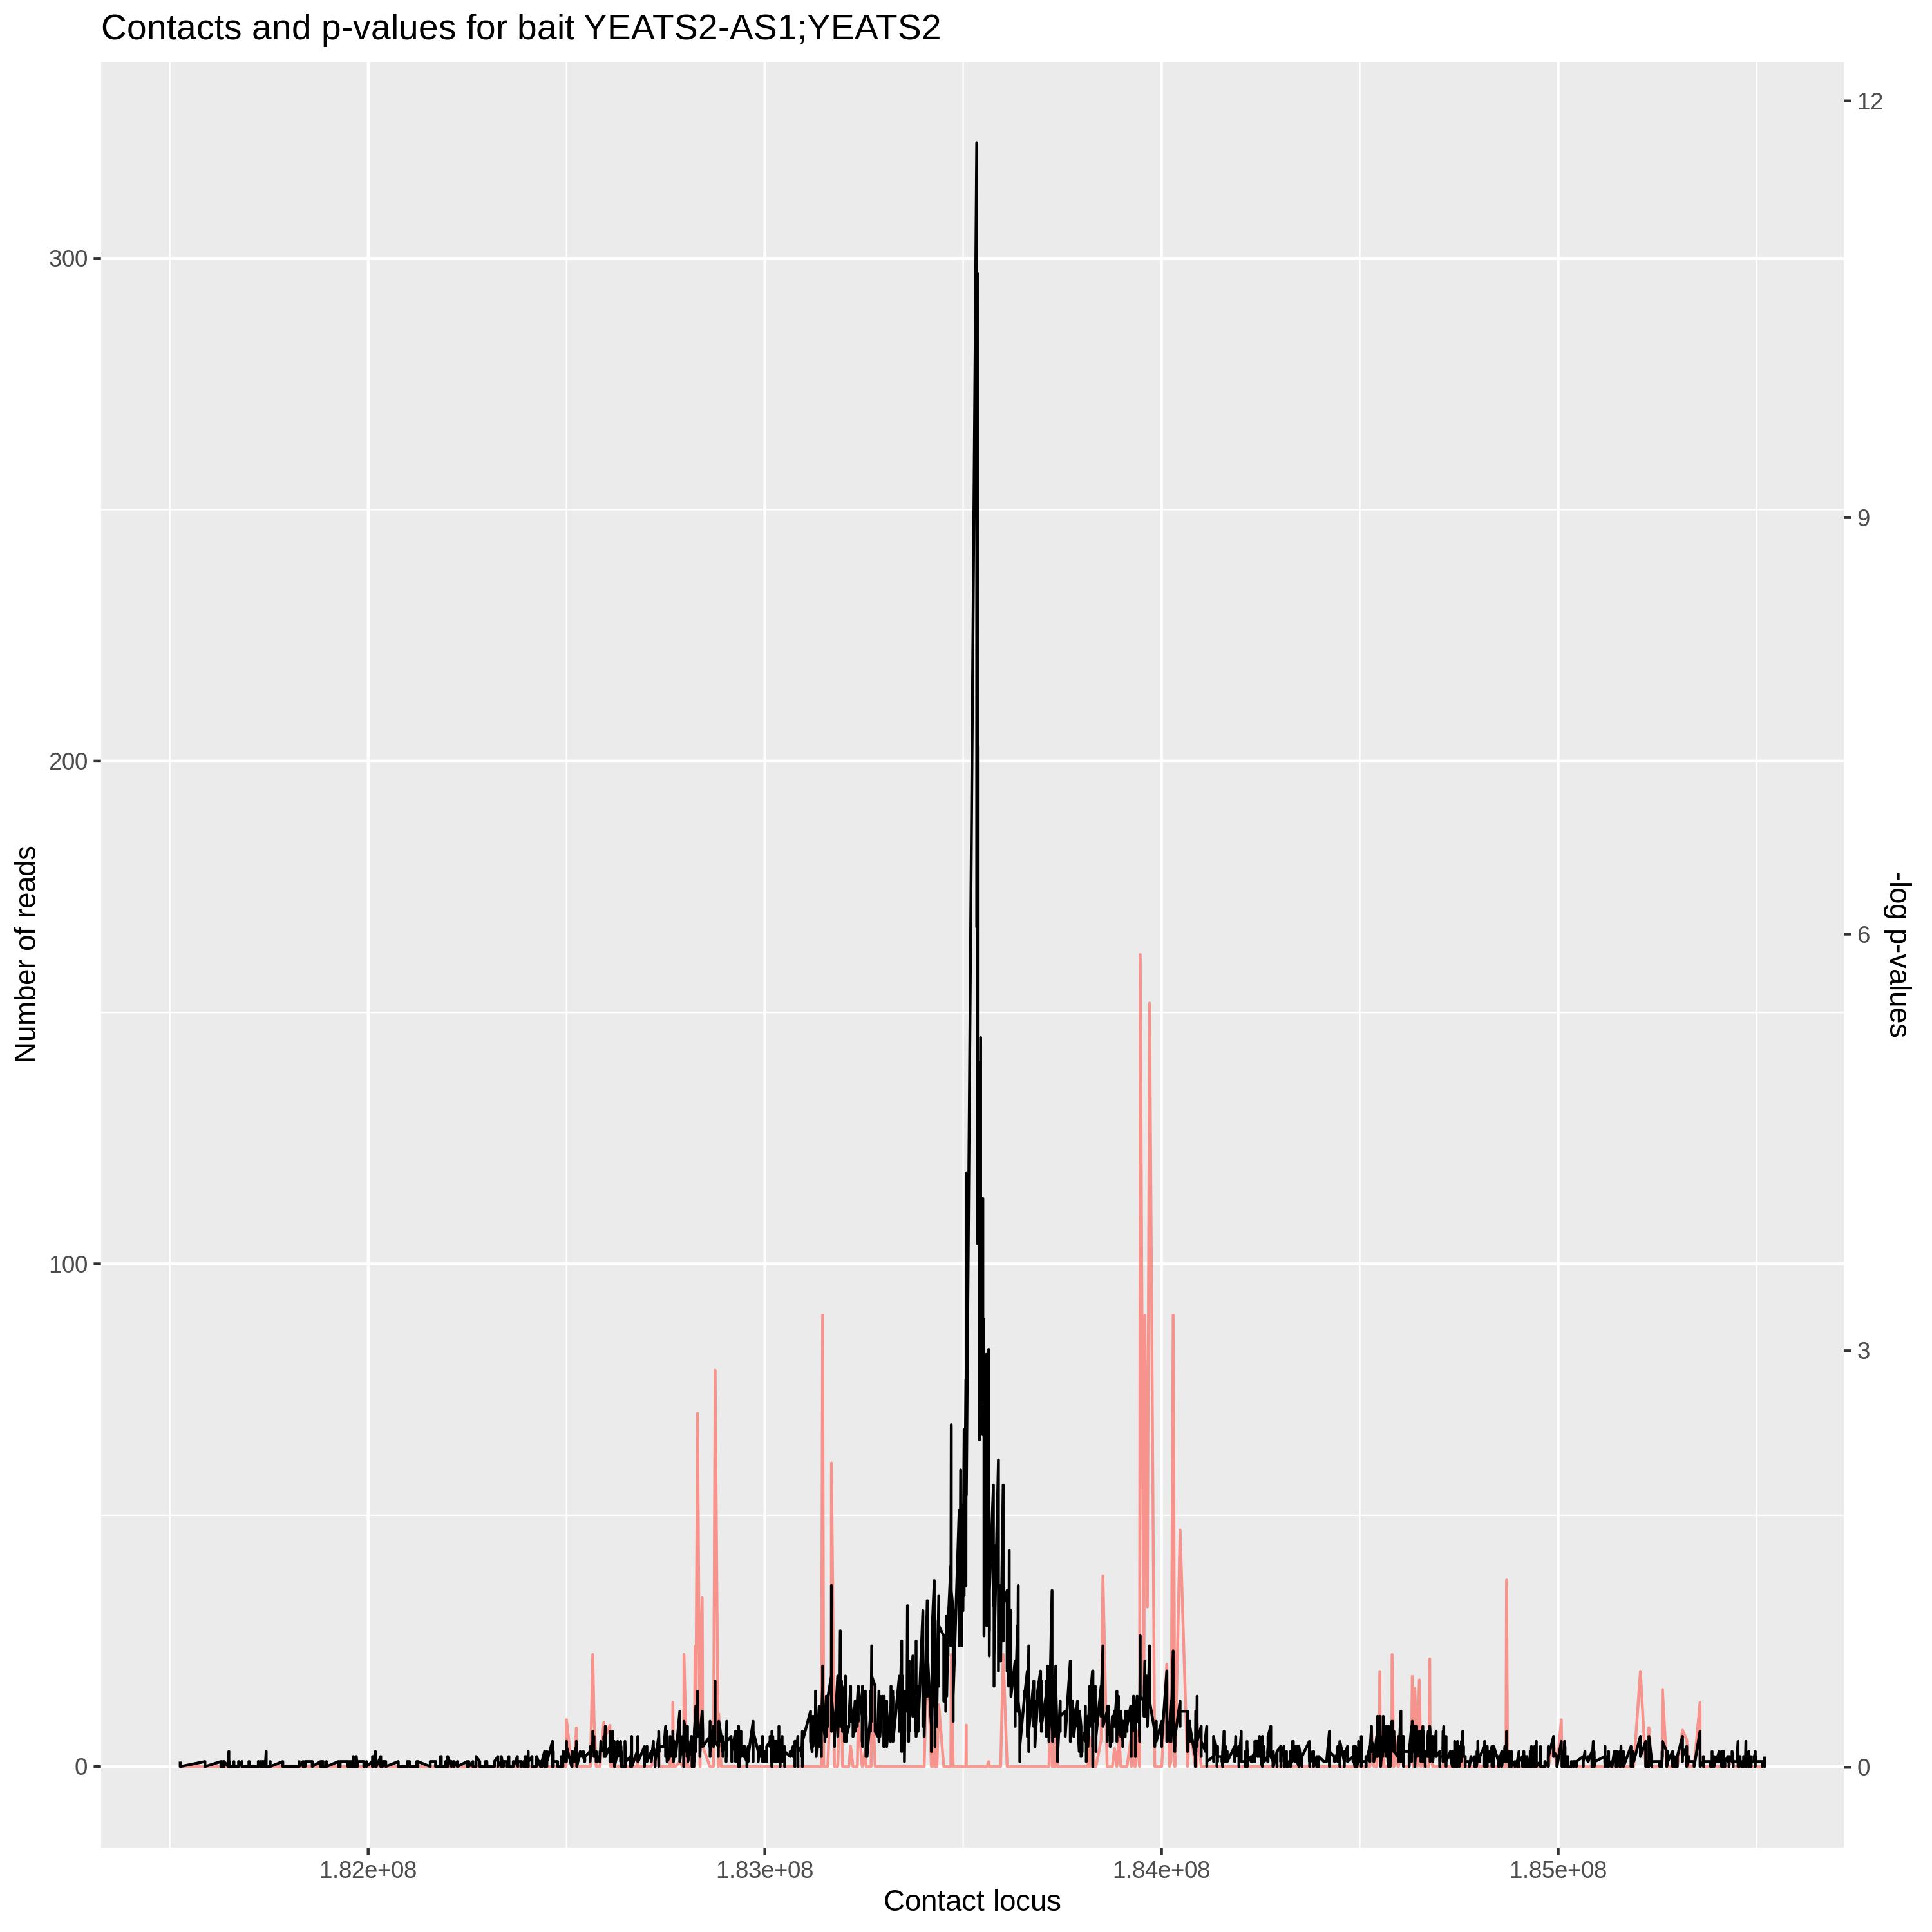 Contacts and p-values for bait YEATS2-AS1;YEATS2
300
200
100
0
Number of reads
12
9
6
3
0
-log p-values
1.82e+08
1.83e+08
1.84e+08
1.85e+08
Contact locus